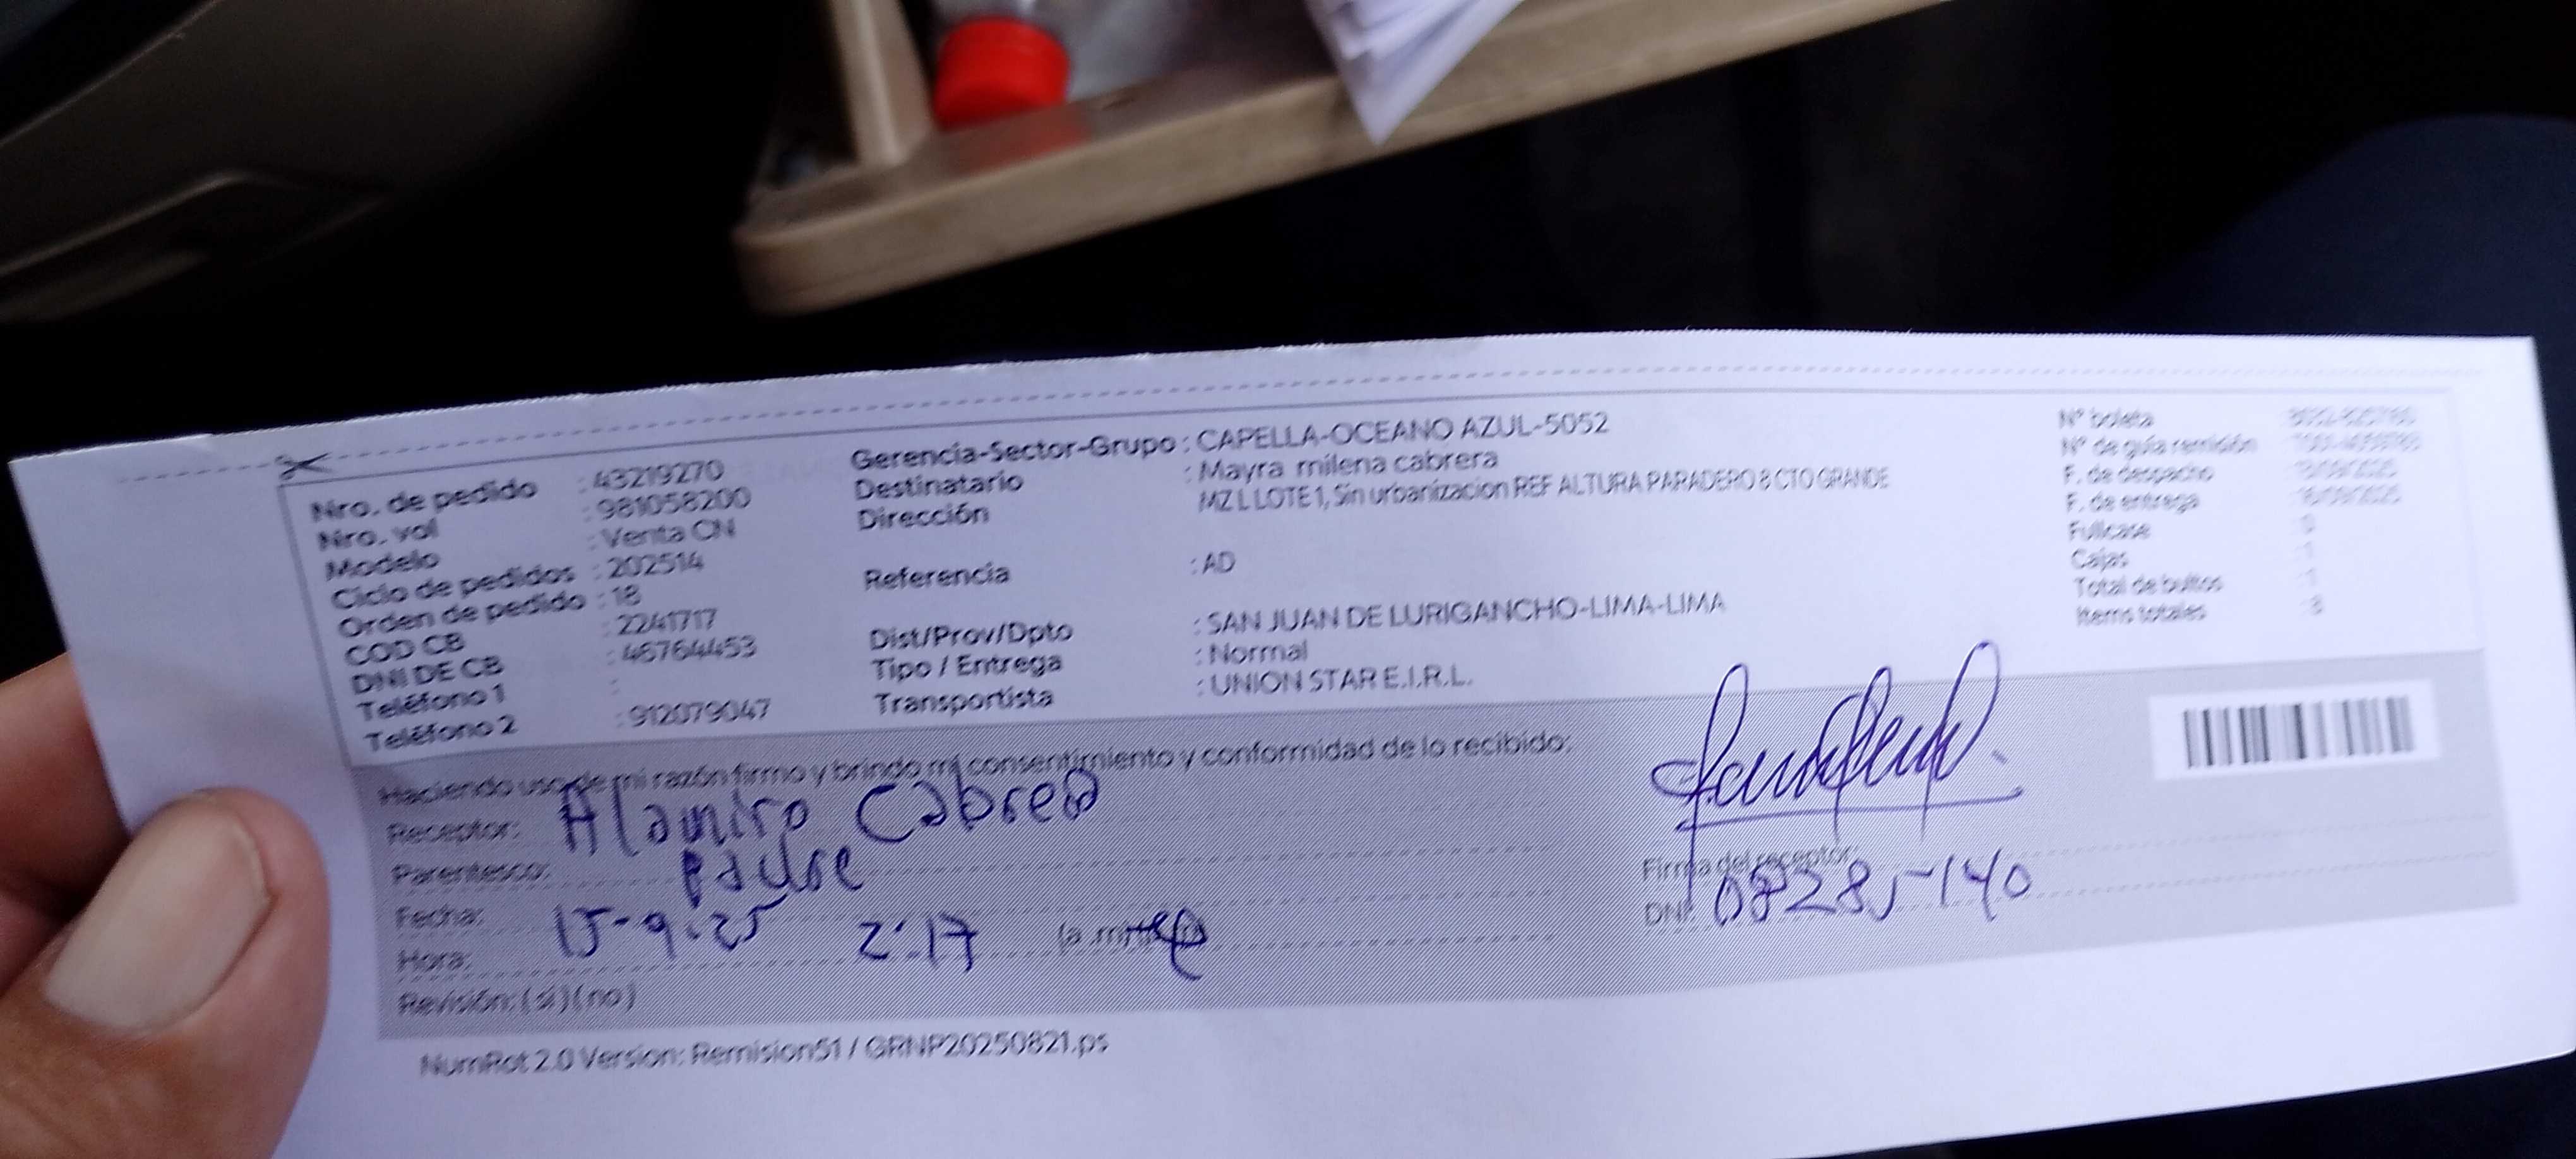 Nro. de pedido : 43219270
Nro. vol : 981058200
Modelo : Venta CN
Ciclo de pedidos : 202514
Orden de pedido : 18
COD CB : 2241717
DNI DE CB : 46764453
Teléfono 1 :
Teléfono 2 : 912079047
Gerencia-Sector-Grupo : CAPELLA-OCEANO AZUL-5052
Destinatario : Mayra milena cabrera
Dirección MZ L LOTE 1, Sin urbanizacion REF ALTURA PARADERO 8 CTO GRANDE
Referencia : AD
Dist/Prov/Dpto : SAN JUAN DE LURIGANCHO-LIMA-LIMA
Tipo / Entrega : Normal
Transportista : UNION STAR E.I.R.L.
N° boleta
N° de guía remisión
F. de despacho
F. de entrega
Fullcase : 0
Cajas : 1
Total de bultos : 1
Items totales : 8
Haciendo uso de mi razón firmo y brindo mi consentimiento y conformidad de lo recibido:
Receptor: Alamiro Cabrera
Parentesco: Padre
Fecha: 15-9-25
Hora: 2:17
Revisión: (si) (no)
Firma del receptor:
DNI: 08285140
NumRot 2.0 Version: Remision51 / GRNP20250821.ps